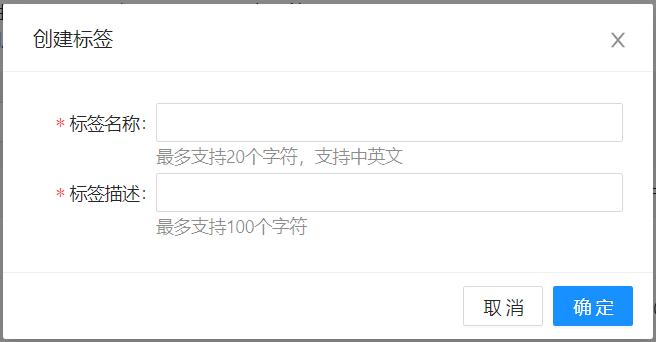 创建标签
* 标签名称:
最多支持20个字符，支持中英文
* 标签描述:
最多支持100个字符
取 消
确 定